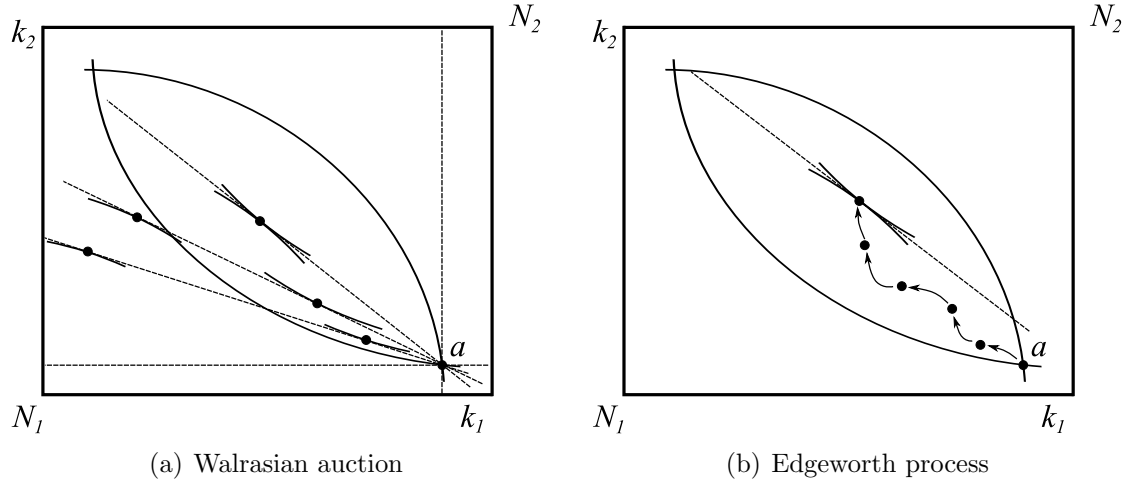 N2 N2
k2 k2
a a
N1 k1 N1 k1
(a) Walrasian auction (b) Edgeworth process